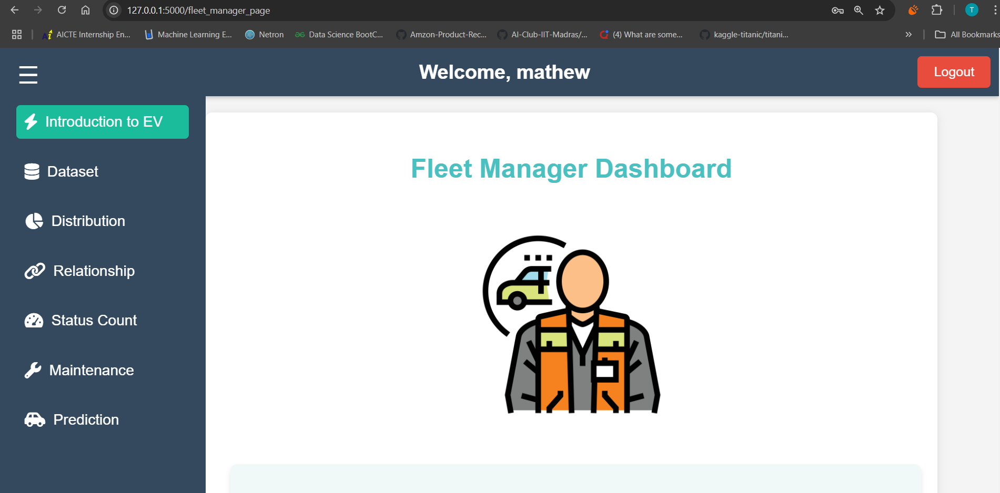 127.0.0.1:5000/fleet_manager_page
AICTE Internship En... Machine Learning E... Netron Data Science BootC... Amzon-Product-Rec... AI-Club-IIT-Madras/... (4) What are some... kaggle-titanic/titani... » All Bookmarks
T
Welcome, mathew
Logout
Introduction to EV
Dataset
Distribution
Relationship
Status Count
Maintenance
Prediction
Fleet Manager Dashboard